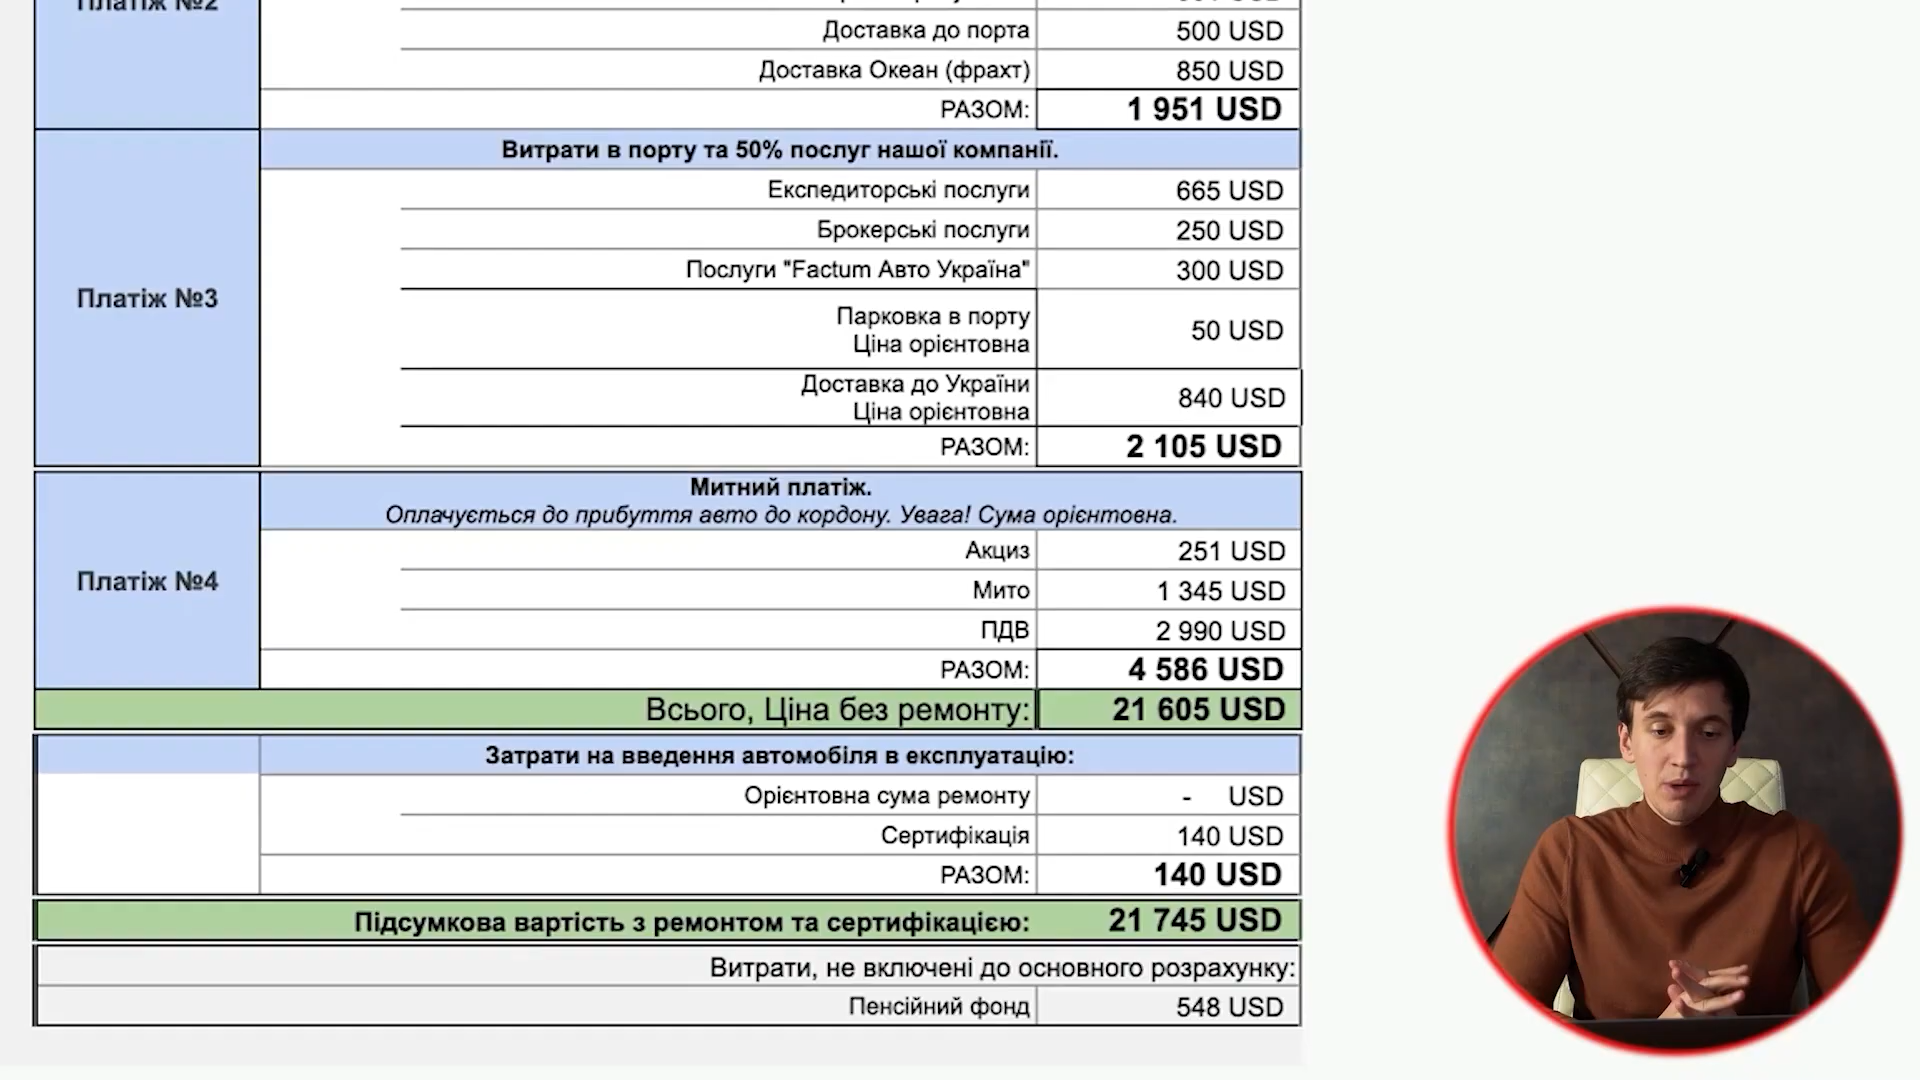 Платіж №2
Доставка до порта 500 USD
Доставка Океан (фрахт) 850 USD
РАЗОМ: 1 951 USD
Витрати в порту та 50% послуг нашої компанії.
Платіж №3
Експедиторські послуги 665 USD
Брокерські послуги 250 USD
Послуги "Factum Авто Україна" 300 USD
Парковка в порту
Ціна орієнтовна 50 USD
Доставка до України
Ціна орієнтовна 840 USD
РАЗОМ: 2 105 USD
Митний платіж.
Оплачується до прибуття авто до кордону. Увага! Сума орієнтовна.
Платіж №4
Акциз 251 USD
Мито 1 345 USD
ПДВ 2 990 USD
РАЗОМ: 4 586 USD
Всього, Ціна без ремонту: 21 605 USD
Затрати на введення автомобіля в експлуатацію:
Орієнтовна сума ремонту - USD
Сертифікація 140 USD
РАЗОМ: 140 USD
Підсумкова вартість з ремонтом та сертифікацією: 21 745 USD
Витрати, не включені до основного розрахунку:
Пенсійний фонд 548 USD